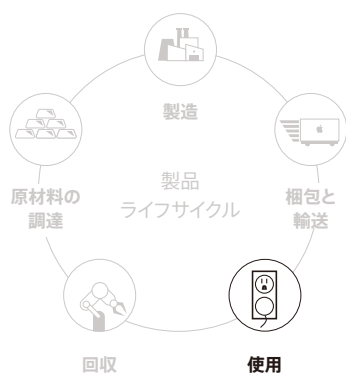 製造
原材料の
調達
製品
ライフサイクル
梱包と
輸送
回収
使用